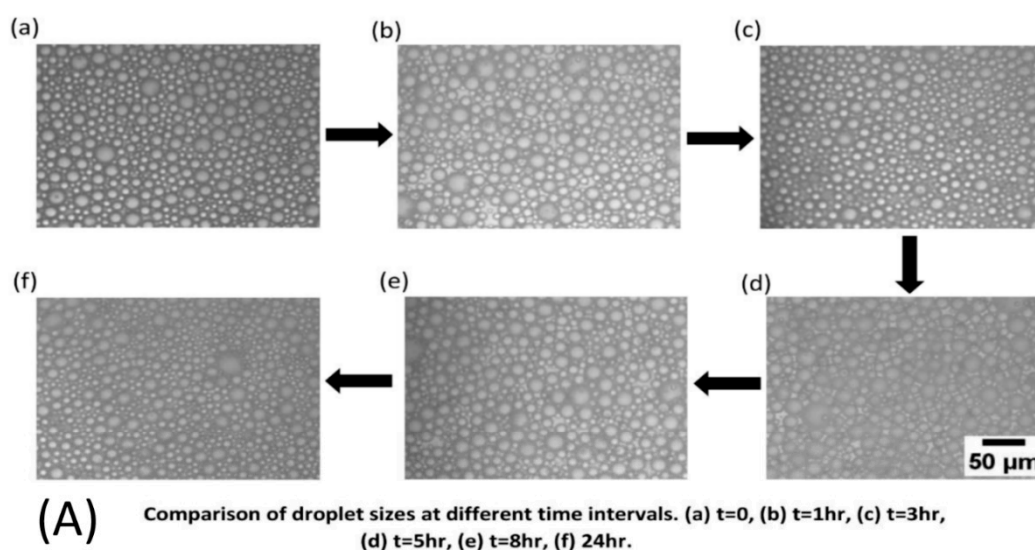 (a)
(b)
(c)
(f)
(e)
(d)
50 µm
(A)
Comparison of droplet sizes at different time intervals. (a) t=0, (b) t=1hr, (c) t=3hr,
(d) t=5hr, (e) t=8hr, (f) 24hr.